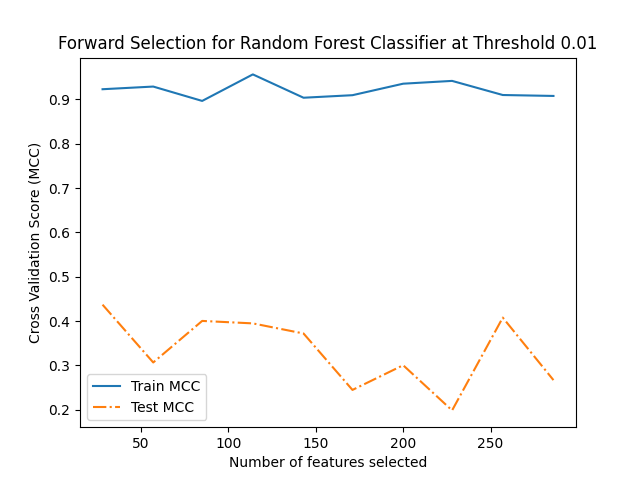 Forward Selection for Random Forest Classifier at Threshold 0.01
Cross Validation Score (MCC)
0.9
0.8
0.7
0.6
0.5
0.4
0.3
0.2
Train MCC
Test MCC
50 100 150 200 250
Number of features selected